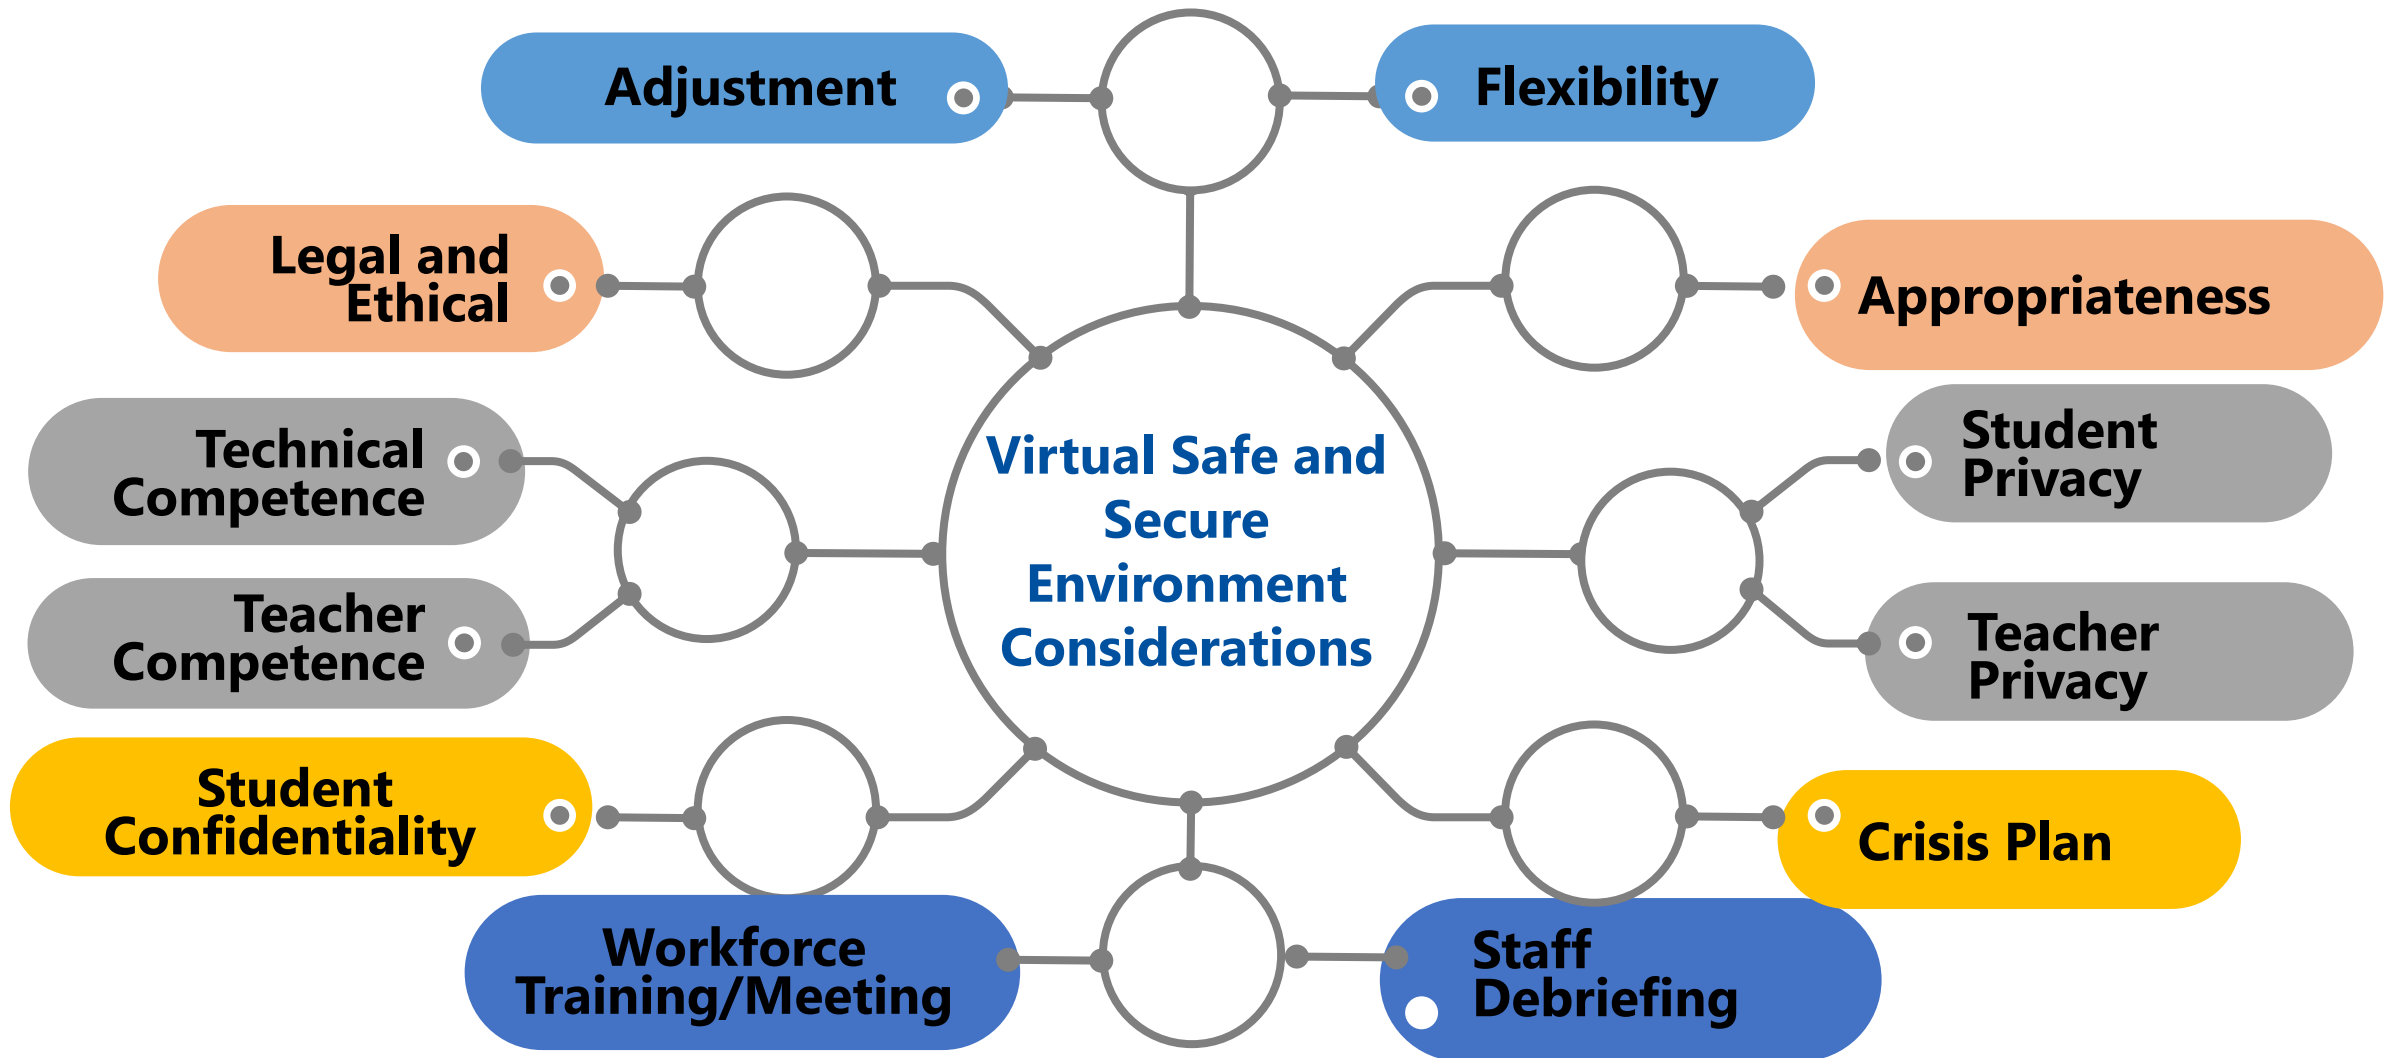 Adjustment
Flexibility
Legal and
Ethical
Appropriateness
Technical
Competence
Student
Privacy
Virtual Safe and
Secure
Environment
Considerations
Teacher
Competence
Teacher
Privacy
Student
Confidentiality
Crisis Plan
Workforce
Training/Meeting
Staff
Debriefing